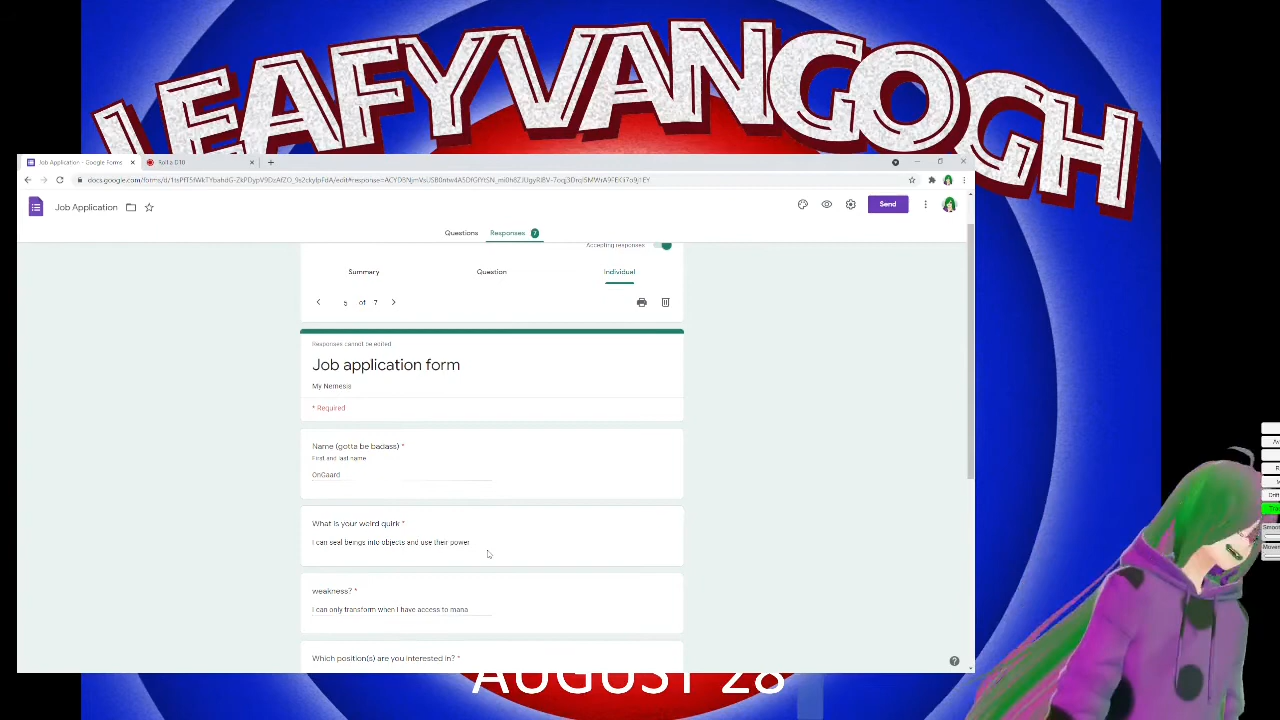 LEAFYVANGOGH
Job Application - Google Forms
Roll a D10
Job Application
Send
Questions
Responses 7
Accepting responses
Summary
Question
Individual
5 of 7
Responses cannot be edited
Job application form
My Nemesis
* Required
Name (gotta be badass) *
First and last name
OnGaard
What is your weird quirk *
I can seal beings into objects and use their power
weakness? *
I can only transform when I have access to mana
Which position(s) are you interested in? *
AUGUST 28